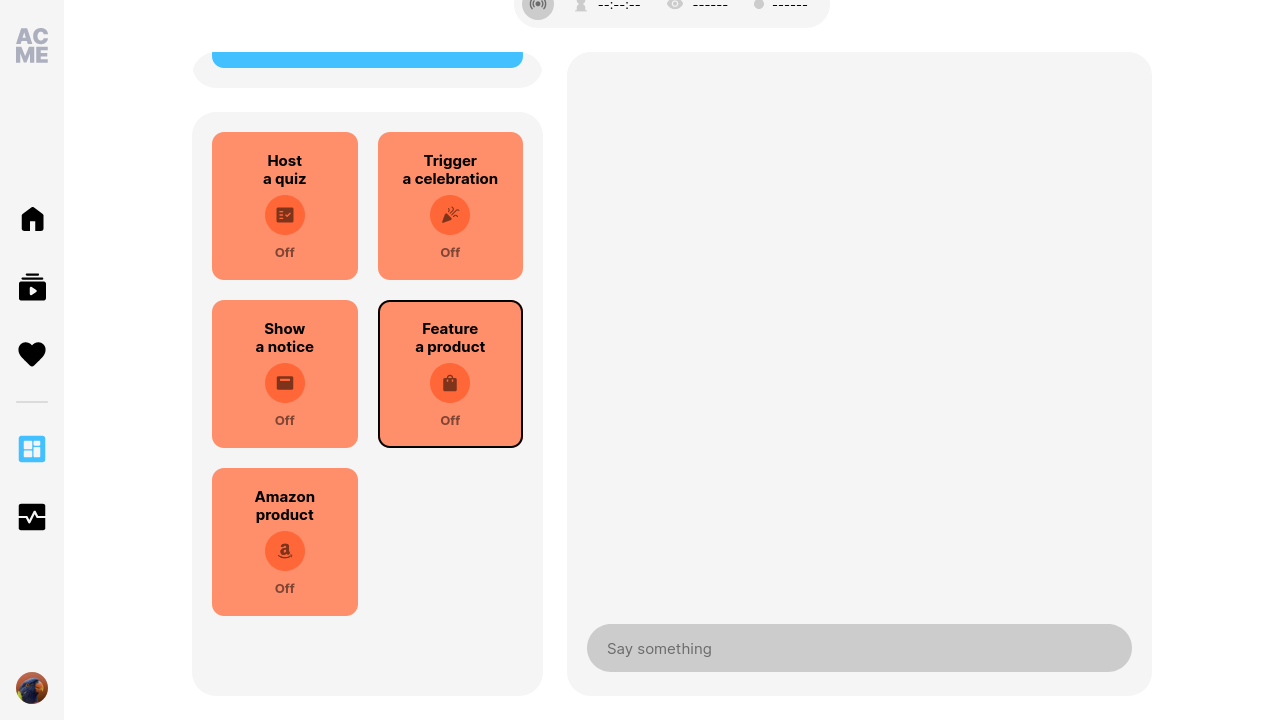 AC
ME
--:--:--
------
------
Host
a quiz
Off
Trigger
a celebration
Off
Show
a notice
Off
Feature
a product
Off
Amazon
product
a
Off
Say something